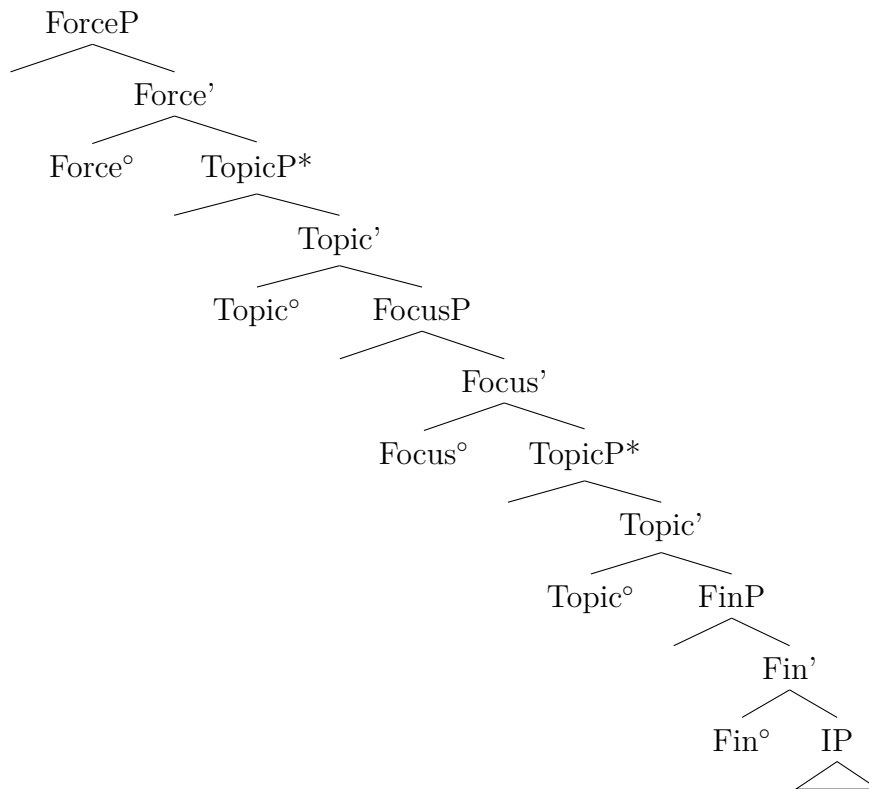 ForceP
Force’
Force° TopicP*
Topic’
Topic° FocusP
Focus’
Focus° TopicP*
Topic’
Topic° FinP
Fin’
Fin° IP